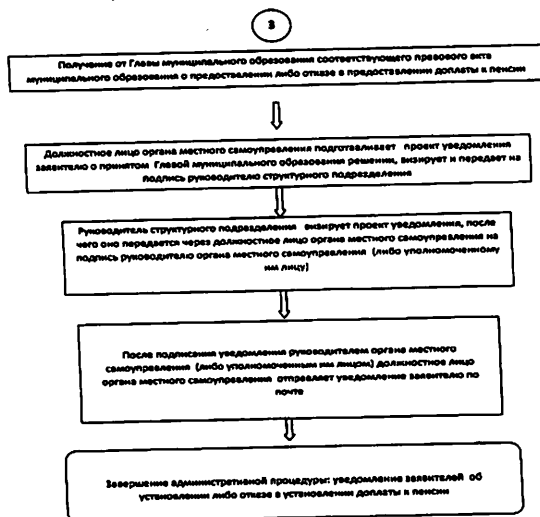 3
Получение от Главы муниципального образования соответствующего правового акта
муниципального образования о предоставлении либо отказе в предоставлении доплаты к пенсии
Должностное лицо органа местного самоуправления подготавливает проект уведомления
заявителю о принятом Главой муниципального образования решении, визирует и передает на
подпись руководителю структурного подразделения
Руководитель структурного подразделения визирует проект уведомления, после
чего оно передается через должностное лицо органа местного самоуправления на
подпись руководителю органа местного самоуправления (либо уполномоченному
им лицу)
После подписания уведомления руководителем органа местного
самоуправления (либо уполномоченным им лицом) должностное лицо
органа местного самоуправления отправляет уведомление заявителю по
почте
Завершение административной процедуры: уведомление заявителей об
установлении либо отказе в установлении доплаты к пенсии